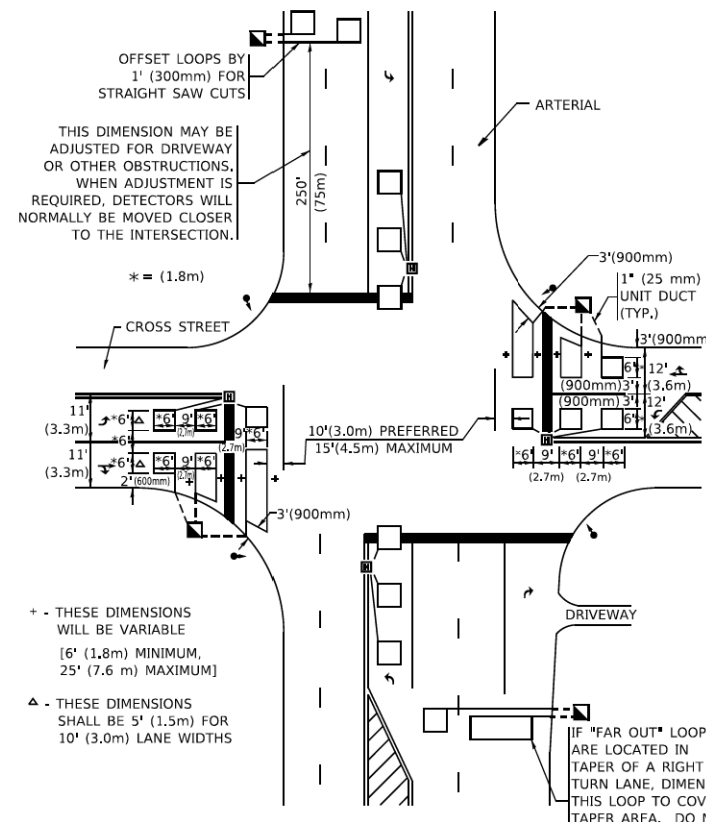 OFFSET LOOPS BY
1' (300mm) FOR
STRAIGHT SAW CUTS
THIS DIMENSION MAY BE
ADJUSTED FOR DRIVEWAY
OR OTHER OBSTRUCTIONS.
WHEN ADJUSTMENT IS
REQUIRED, DETECTORS WILL
NORMALLY BE MOVED CLOSER
TO THE INTERSECTION.
* = (1.8m)
250'
(75m)
ARTERIAL
CROSS STREET
3'(900mm)
1" (25 mm)
UNIT DUCT
(TYP.)
3'(900mm
6'
12'
(3.6m)
(900mm)
3'
(900mm)
3'
12'
6'
(3.6m)
*6'
9'
*6'
9'
*6'
(2.7m)
(2.7m)
11'
(3.3m)
*6'
*6'
9'
*6'
(2.7m)
*6'
9'
*6'
(2.7m)
11'
(3.3m)
*6'
*6'
9'
*6'
(2.7m)
2'
(600mm)
10'(3.0m) PREFERRED
15'(4.5m) MAXIMUM
3'(900mm)
H
H
H
H
+ - THESE DIMENSIONS
WILL BE VARIABLE
[6' (1.8m) MINIMUM,
25' (7.6 m) MAXIMUM]
△ - THESE DIMENSIONS
SHALL BE 5' (1.5m) FOR
10' (3.0m) LANE WIDTHS
DRIVEWAY
IF "FAR OUT" LOOP
ARE LOCATED IN
TAPER OF A RIGHT
TURN LANE, DIMEN
THIS LOOP TO COV
TAPER AREA. DO N